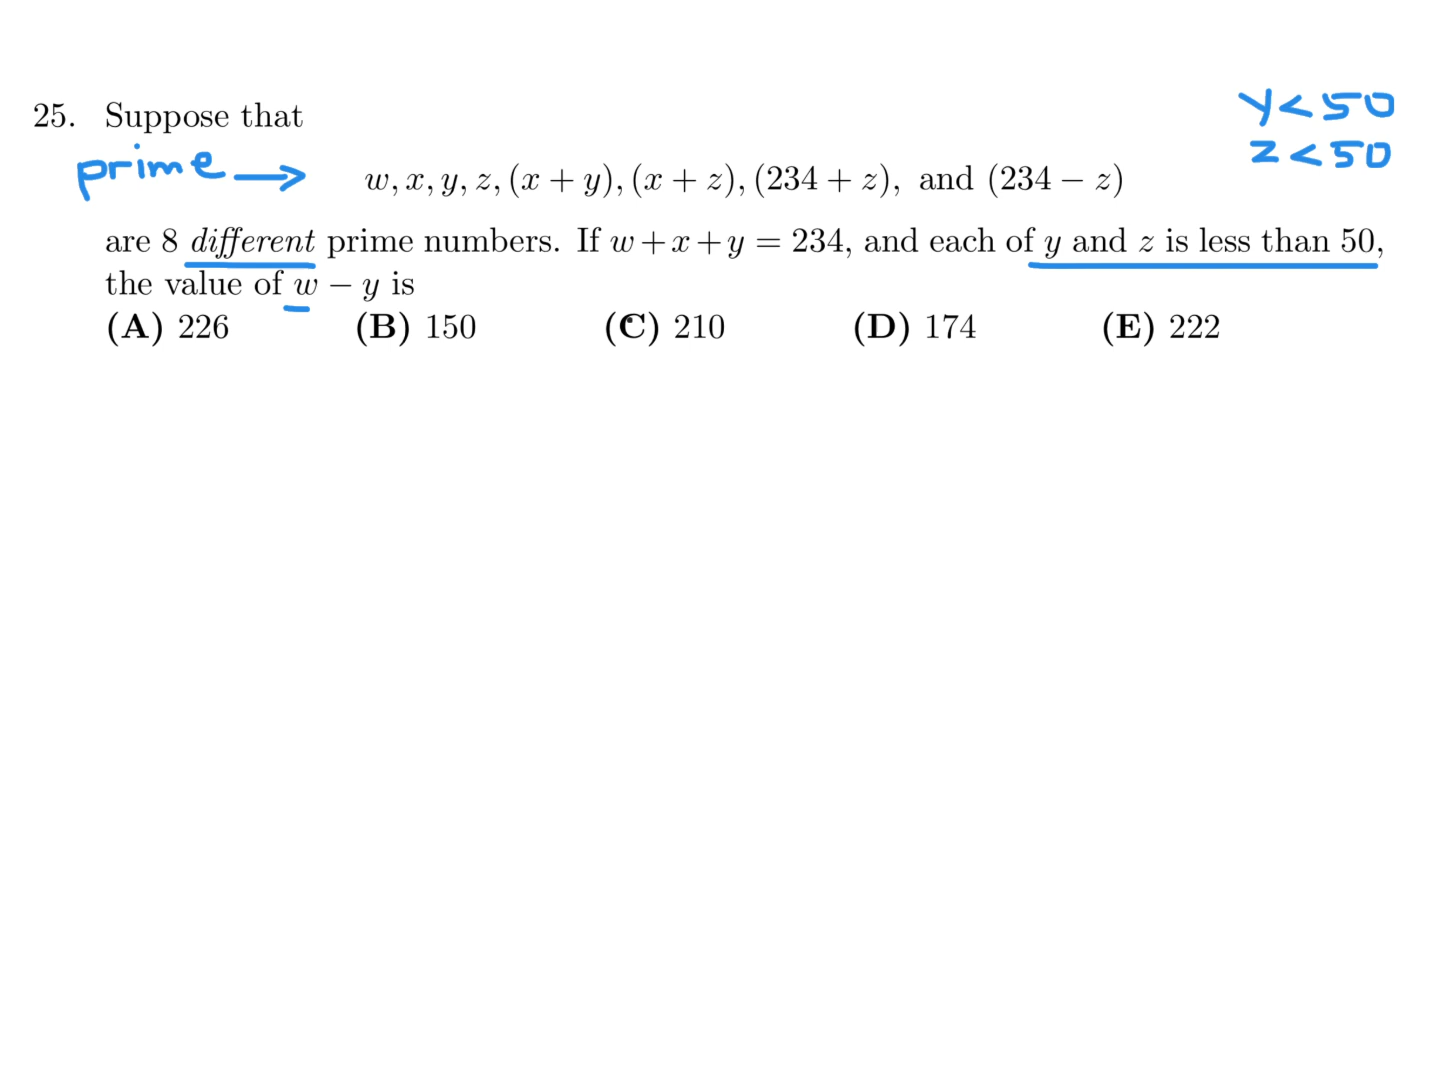 25. Suppose that
y<50
z<50
prime →
w, x, y, z, (x + y), (x + z), (234 + z), and (234 − z)
are 8 different prime numbers. If w + x + y = 234, and each of y and z is less than 50,
the value of w − y is
(A) 226 (B) 150 (C) 210 (D) 174 (E) 222